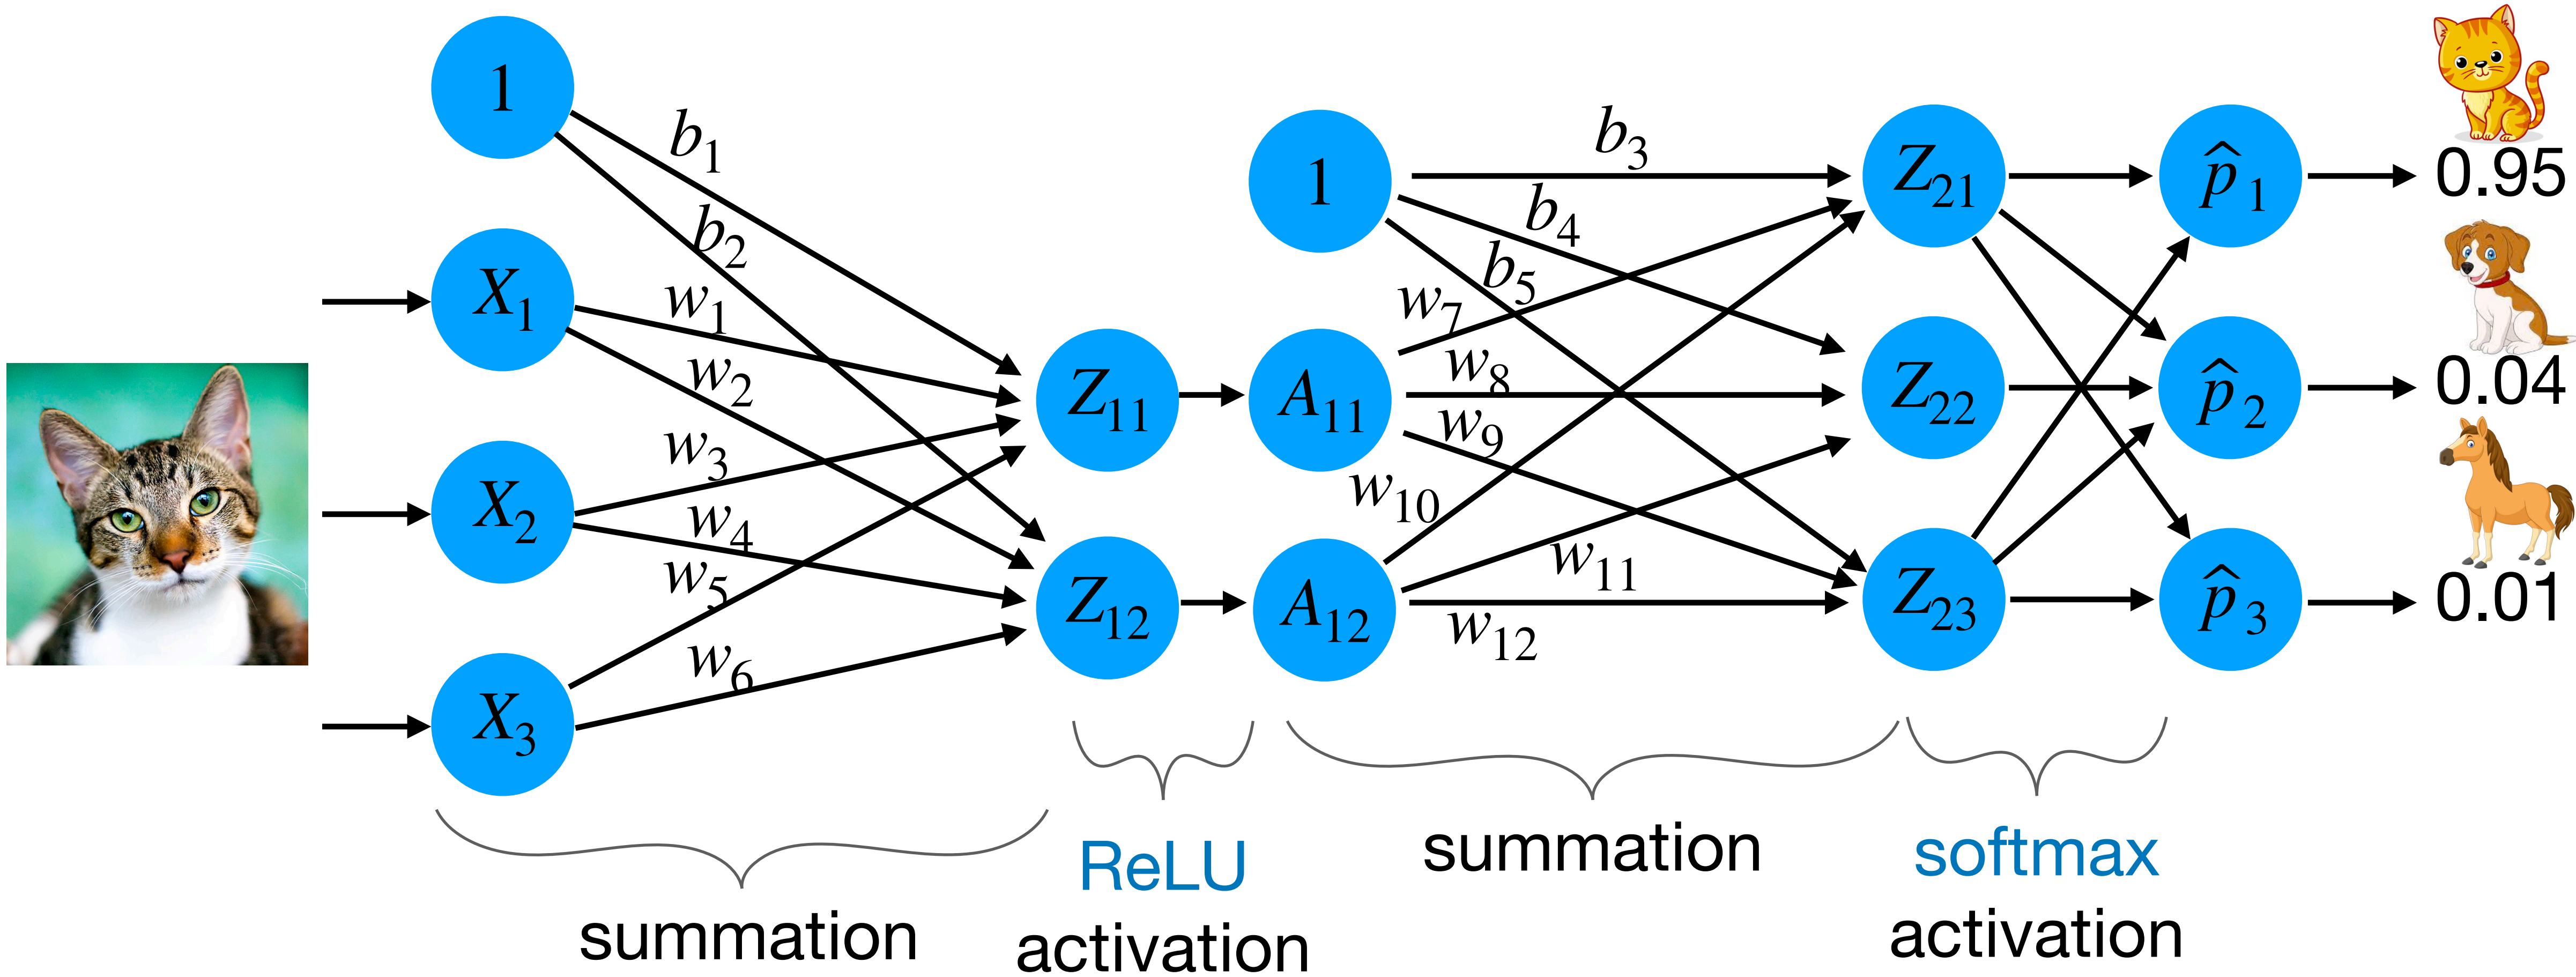 1
b₁
b₂
X₁
w₁
w₂
X₂
w₃
w₄
w₅
X₃
w₆
Z₁₁
Z₁₂
1
A₁₁
A₁₂
b₃
b₄
b₅
w₇
w₈
w₉
w₁₀
w₁₁
w₁₂
Z₂₁
Z₂₂
Z₂₃
p̂₁
p̂₂
p̂₃
0.95
0.04
0.01
summation
ReLU
activation
summation
softmax
activation